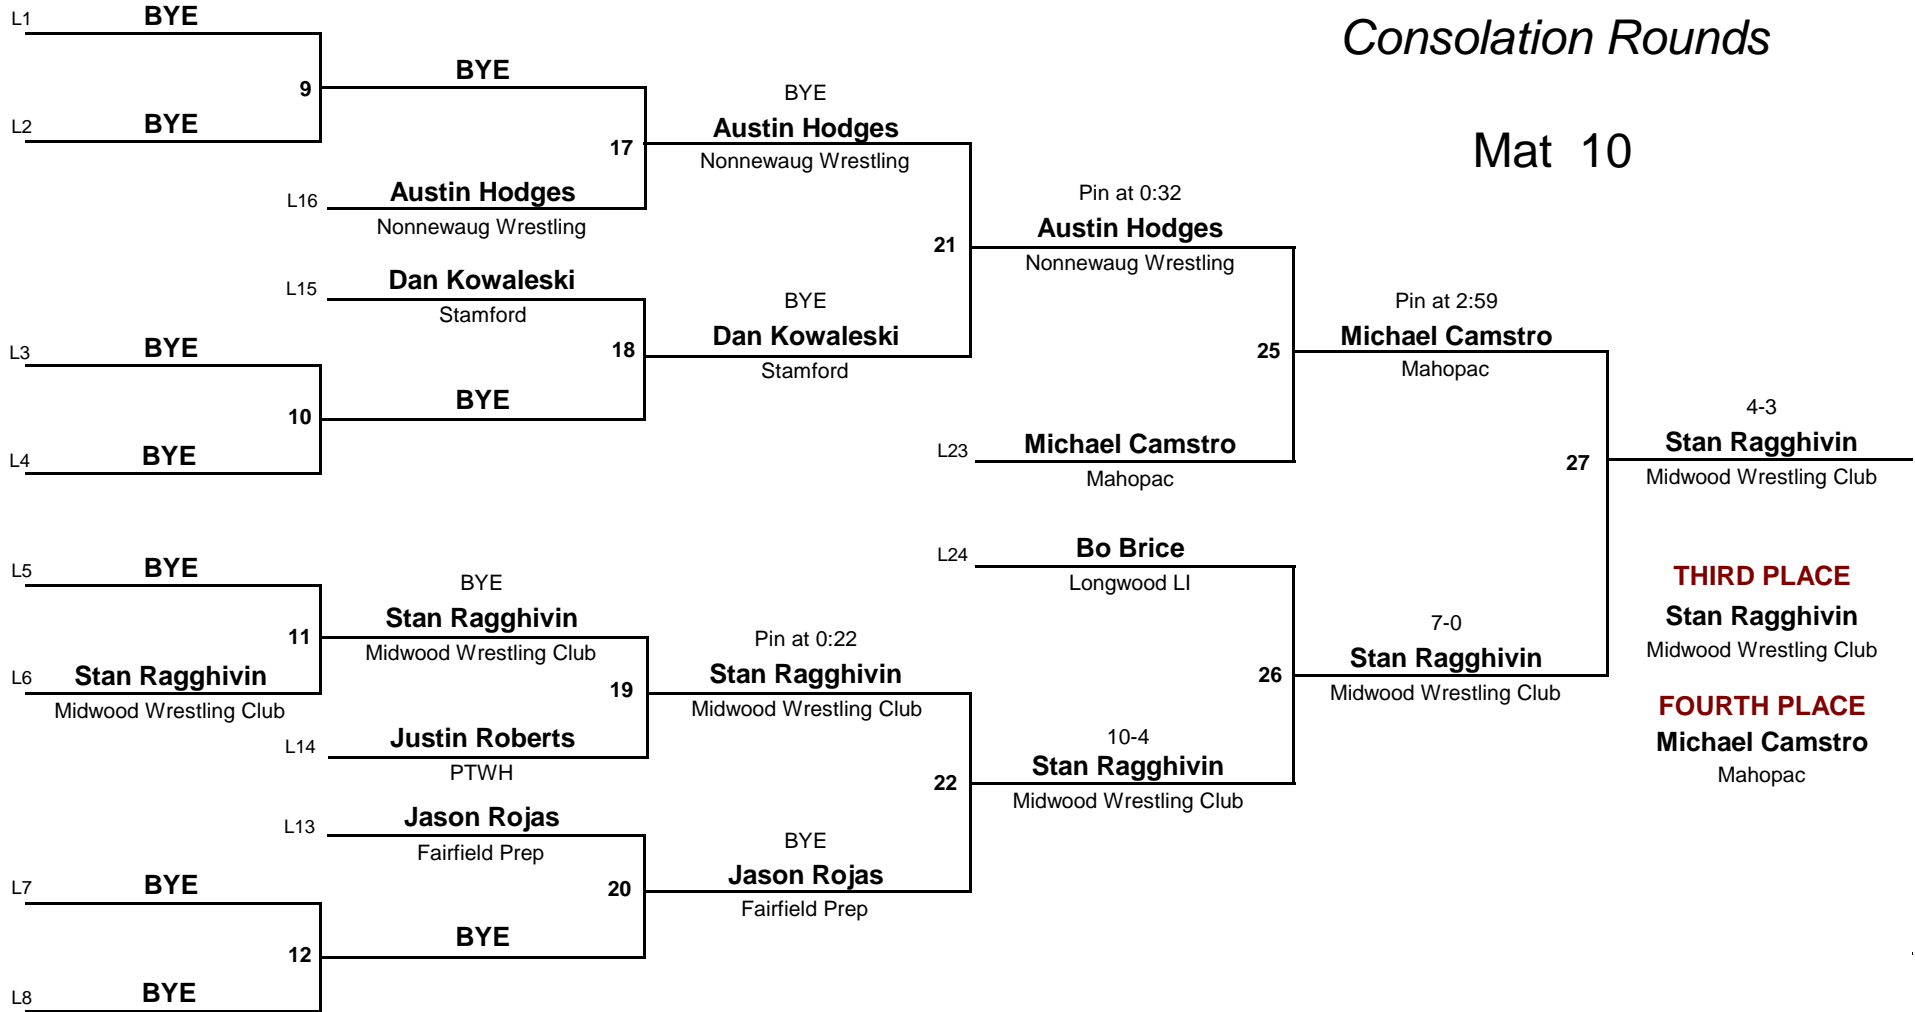 Consolation Rounds
Mat 10
L1 BYE
9
L2 BYE
BYE
17
L16 Austin Hodges
Nonnewaug Wrestling
BYE
Austin Hodges
Nonnewaug Wrestling
L15 Dan Kowaleski
Stamford
18
L3 BYE
10
L4 BYE
BYE
BYE
Dan Kowaleski
Stamford
21
Pin at 0:32
Austin Hodges
Nonnewaug Wrestling
25
L23 Michael Camstro
Mahopac
Pin at 2:59
Michael Camstro
Mahopac
27
4-3
Stan Ragghivin
Midwood Wrestling Club
L5 BYE
11
L6 Stan Ragghivin
Midwood Wrestling Club
BYE
Stan Ragghivin
Midwood Wrestling Club
19
L14 Justin Roberts
PTWH
Pin at 0:22
Stan Ragghivin
Midwood Wrestling Club
22
L13 Jason Rojas
Fairfield Prep
20
L7 BYE
12
L8 BYE
BYE
BYE
Jason Rojas
Fairfield Prep
L24 Bo Brice
Longwood LI
26
10-4
Stan Ragghivin
Midwood Wrestling Club
7-0
Stan Ragghivin
Midwood Wrestling Club
THIRD PLACE
Stan Ragghivin
Midwood Wrestling Club
FOURTH PLACE
Michael Camstro
Mahopac